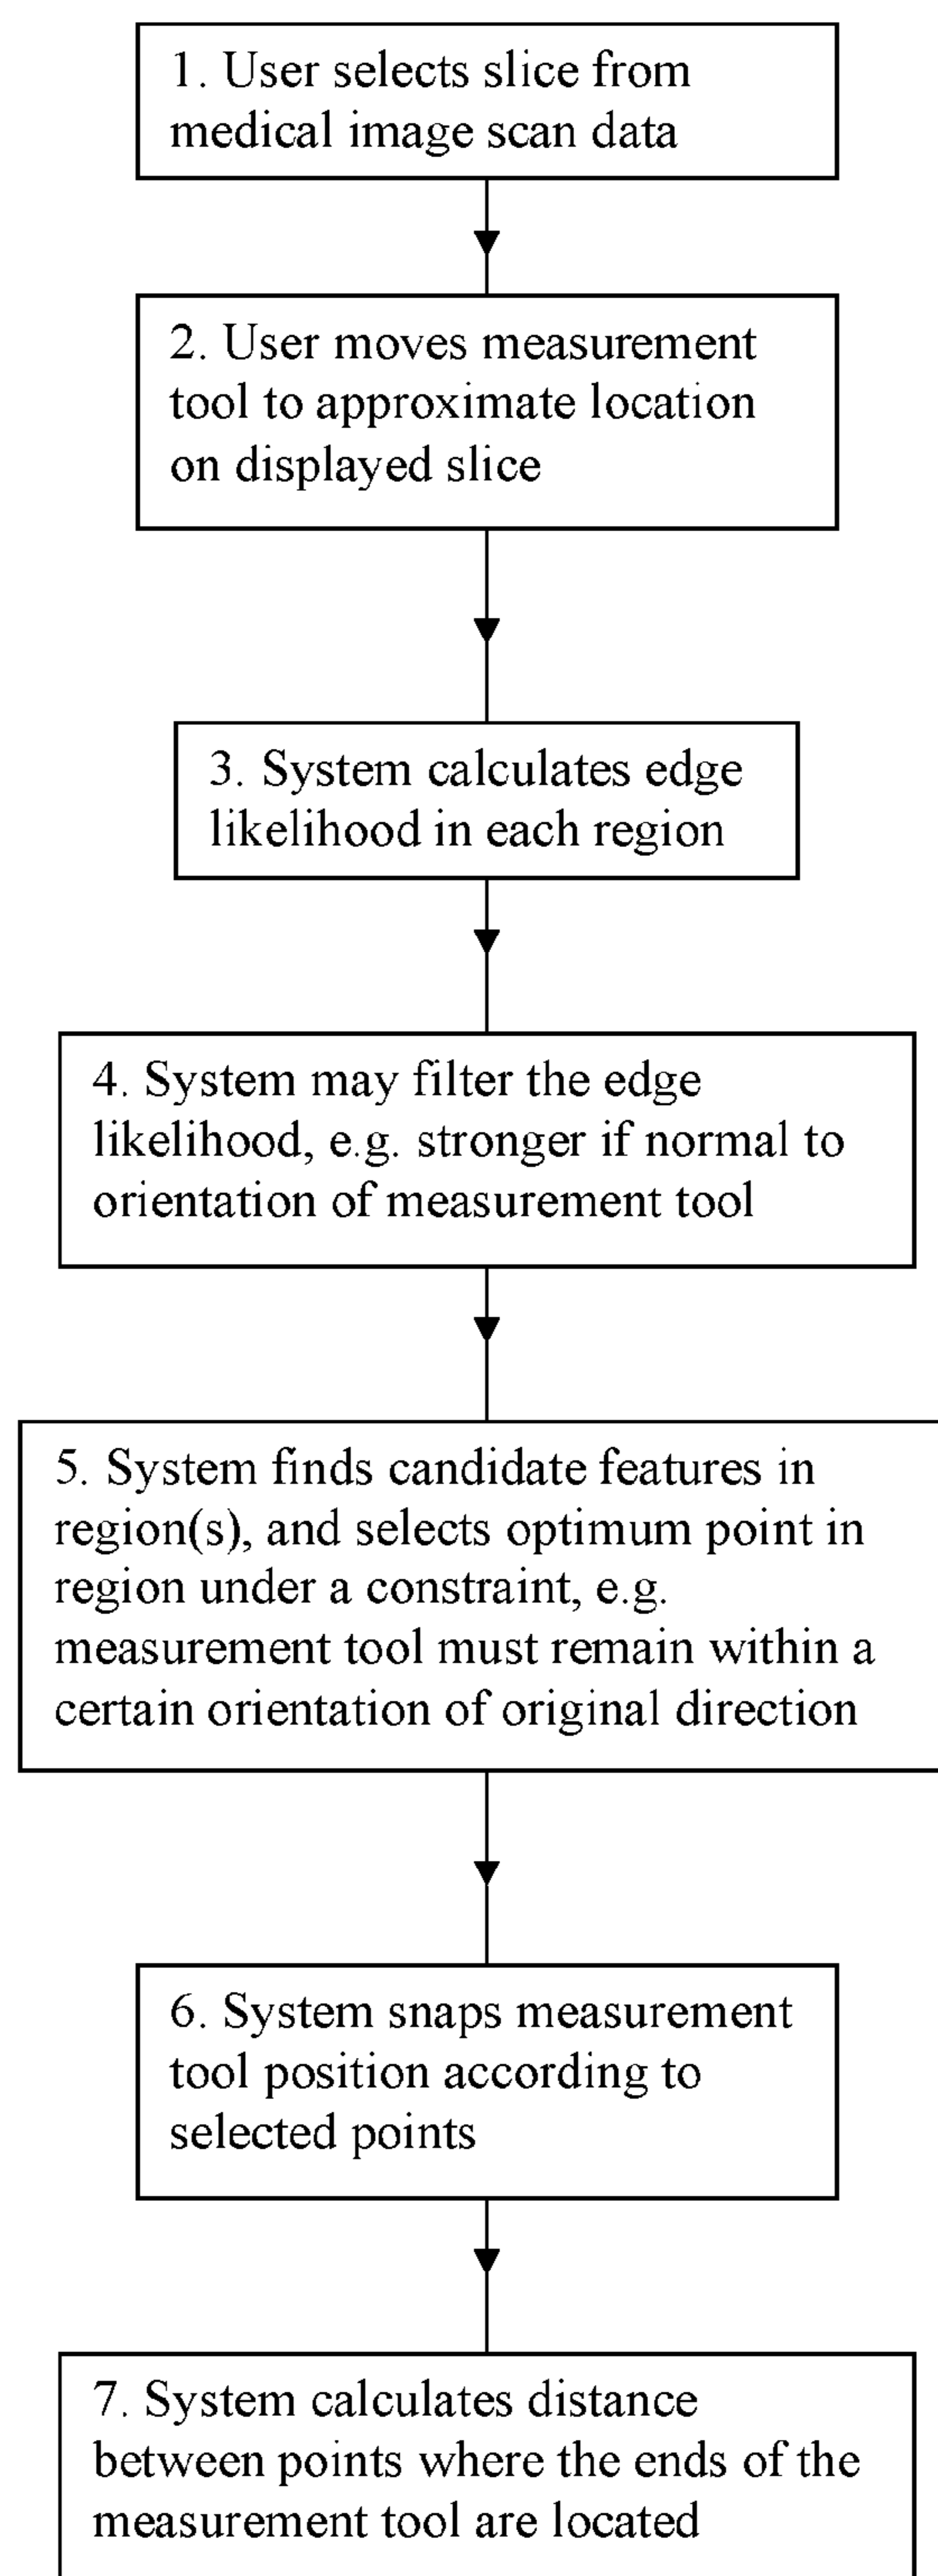 1. User selects slice from
medical image scan data
2. User moves measurement
tool to approximate location
on displayed slice
3. System calculates edge
likelihood in each region
4. System may filter the edge
likelihood, e.g. stronger if normal to
orientation of measurement tool
5. System finds candidate features in
region(s), and selects optimum point in
region under a constraint, e.g.
measurement tool must remain within a
certain orientation of original direction
6. System snaps measurement
tool position according to
selected points
7. System calculates distance
between points where the ends of the
measurement tool are located